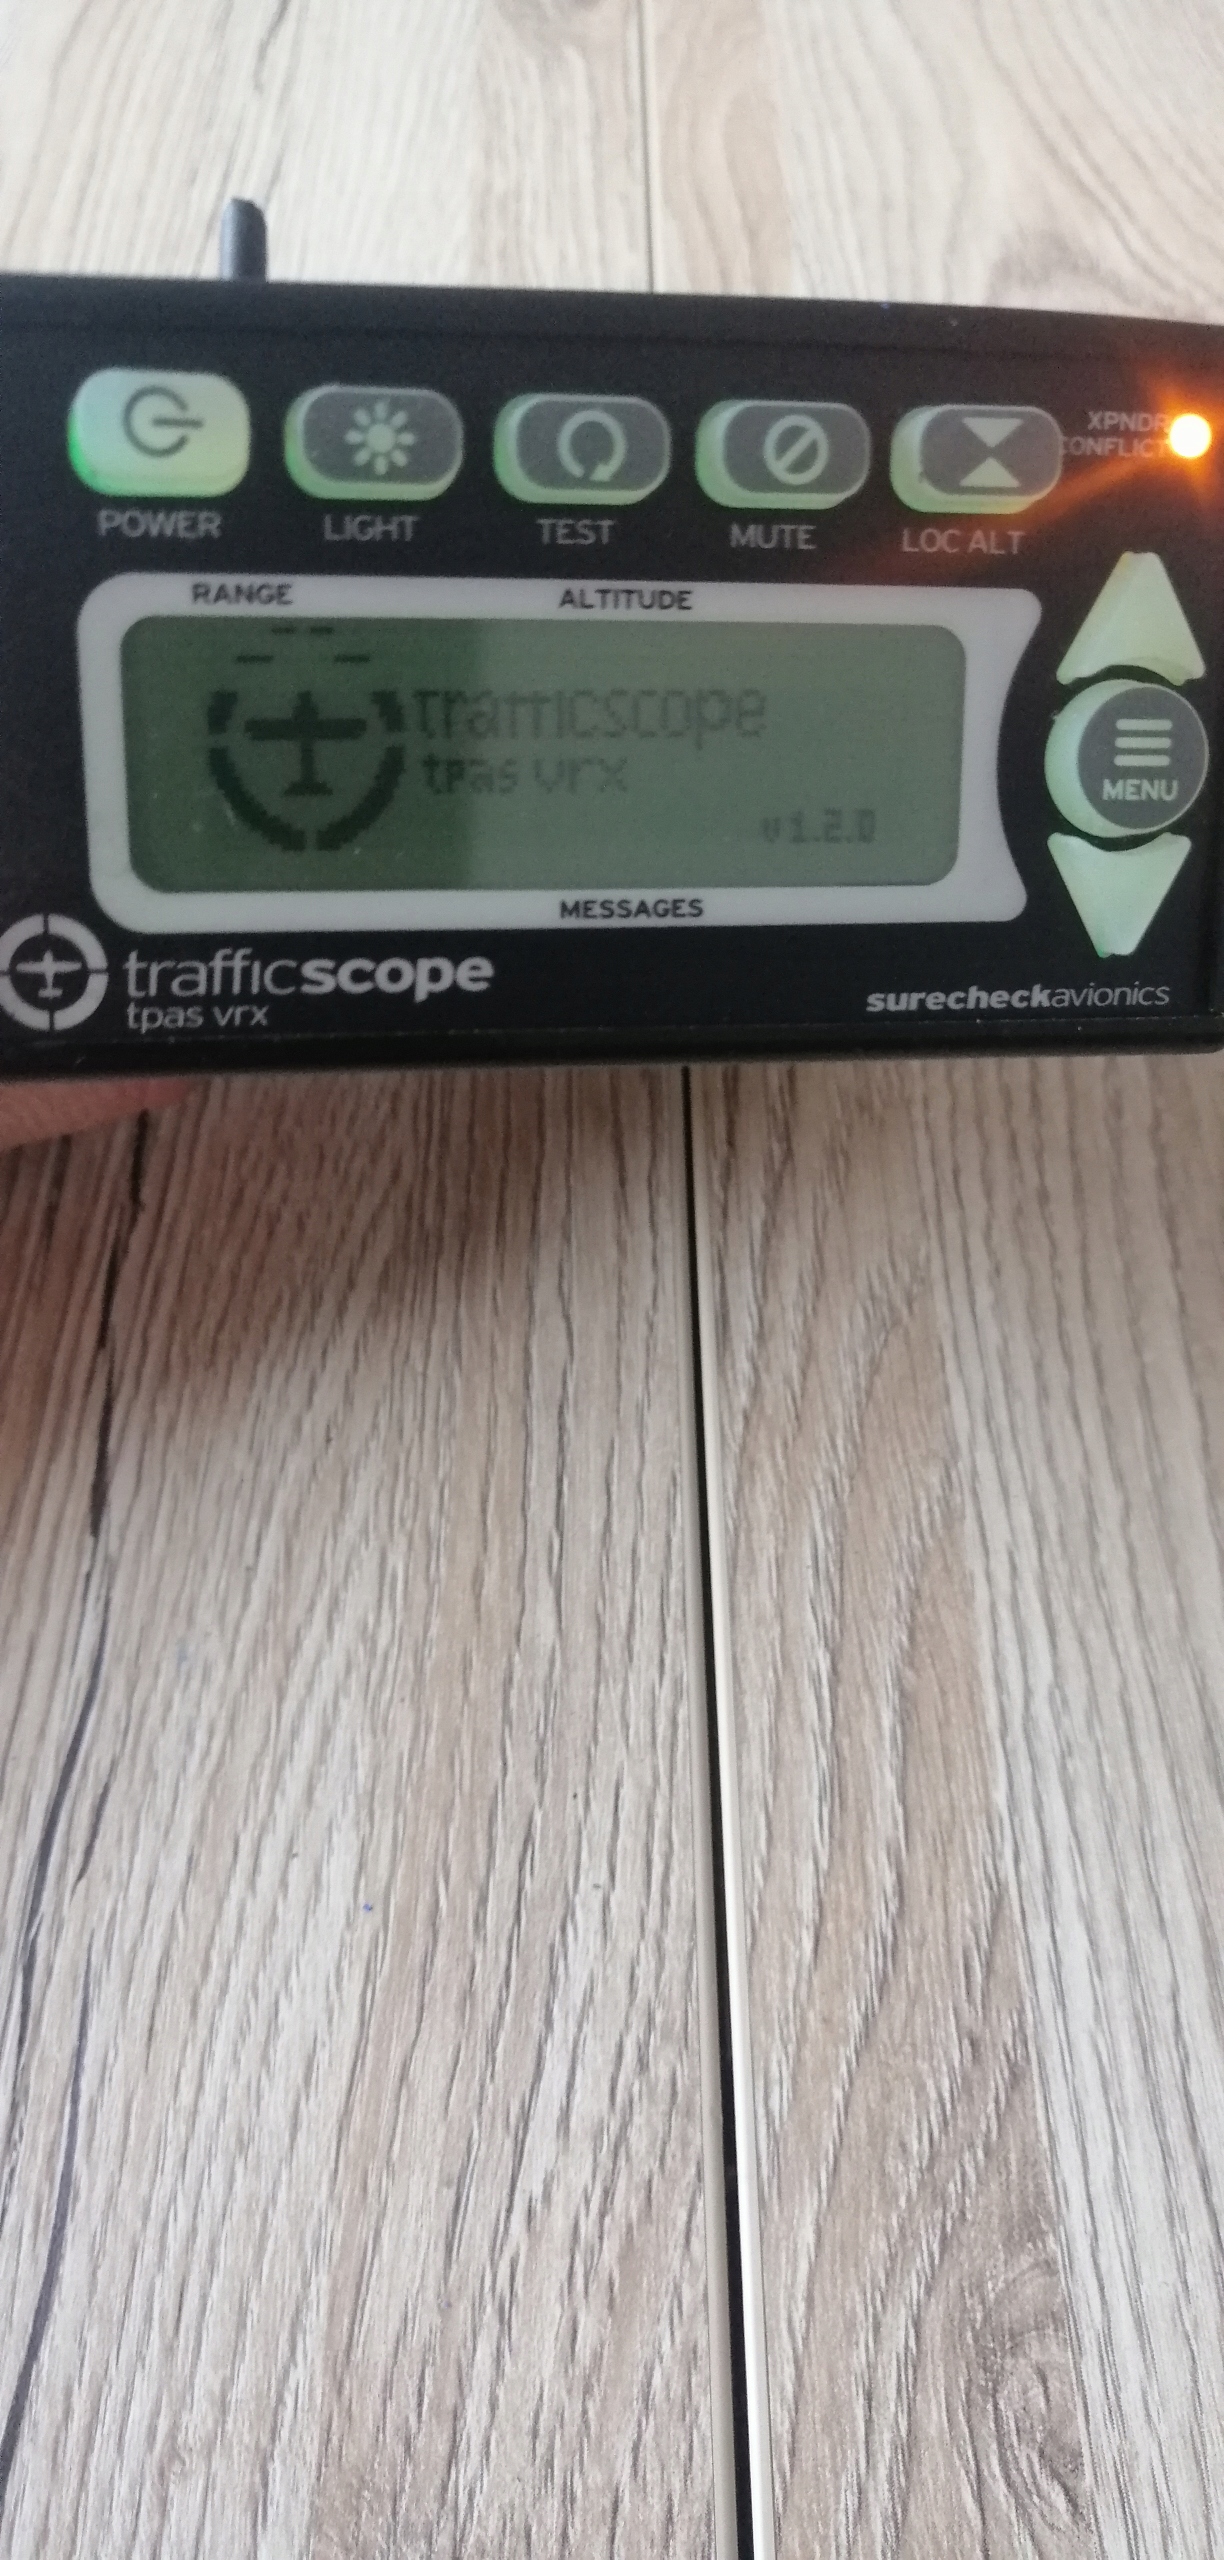 XPNDR
CONFLICT
POWER
LIGHT
TEST
MUTE
LOC ALT
RANGE
ALTITUDE
trafficscope
tpas vrx
v1.2.0
MENU
MESSAGES
trafficscope
tpas vrx
surecheckavionics